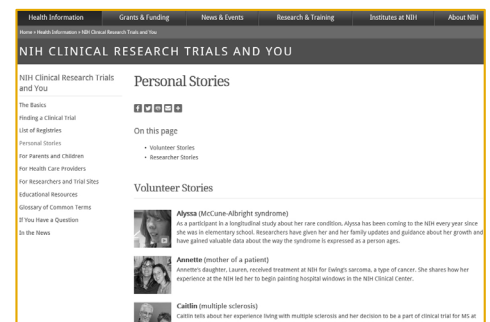 Health Information Grants & Funding News & Events Research & Training Institutes at NIH About NIH
Home » Health Information » NIH Clinical Research Trials and You
NIH CLINICAL RESEARCH TRIALS AND YOU
NIH Clinical Research Trials
and You
The Basics
Finding a Clinical Trial
List of Registries
Personal Stories
For Parents and Children
For Health Care Providers
For Researchers and Trial Sites
Educational Resources
Glossary of Common Terms
If You Have a Question
In the News
Personal Stories
On this page
• Volunteer Stories
• Researcher Stories
Volunteer Stories
Alyssa (McCune-Albright syndrome)
As a participant in a longitudinal study about her rare condition, Alyssa has been coming to the NIH every year since
she was in elementary school. Researchers have given her and her family updates and guidance about her growth and
have gained valuable data about the way the syndrome is expressed as a person ages.
Annette (mother of a patient)
Annette's daughter, Lauren, received treatment at NIH for Ewing's sarcoma, a type of cancer. She shares how her
experience at the NIH led her to begin painting hospital windows in the NIH Clinical Center.
Caitlin (multiple sclerosis)
Caitlin tells about her experience living with multiple sclerosis and her decision to be a part of clinical trial for MS at